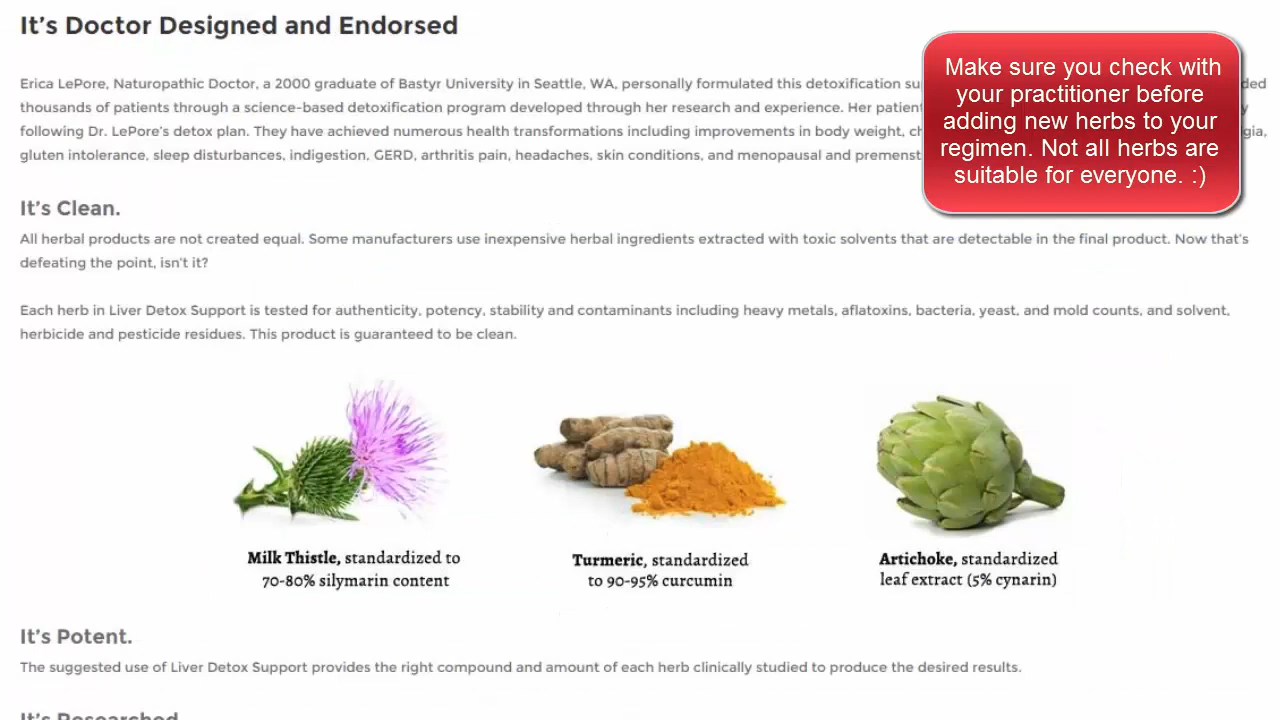 It’s Doctor Designed and Endorsed
Erica LePore, Naturopathic Doctor, a 2000 graduate of Bastyr University in Seattle, WA, personally formulated this detoxification
thousands of patients through a science-based detoxification program developed through her research and experience. Her
following Dr. LePore’s detox plan. They have achieved numerous health transformations including improvements in body weight,
gluten intolerance, sleep disturbances, indigestion, GERD, arthritis pain, headaches, skin conditions, and menopausal and
Make sure you check with
your practitioner before
adding new herbs to your
regimen. Not all herbs are
suitable for everyone. :)
It’s Clean.
All herbal products are not created equal. Some manufacturers use inexpensive herbal ingredients extracted with toxic solvents that are detectable in the final product. Now that’s
defeating the point, isn’t it?
Each herb in Liver Detox Support is tested for authenticity, potency, stability and contaminants including heavy metals, aflatoxins, bacteria, yeast, and mold counts, and solvent,
herbicide and pesticide residues. This product is guaranteed to be clean.
Milk Thistle, standardized to
70-80% silymarin content
Turmeric, standardized
to 90-95% curcumin
Artichoke, standardized
leaf extract (5% cynarin)
It’s Potent.
The suggested use of Liver Detox Support provides the right compound and amount of each herb clinically studied to produce the desired results.
It’s Researched